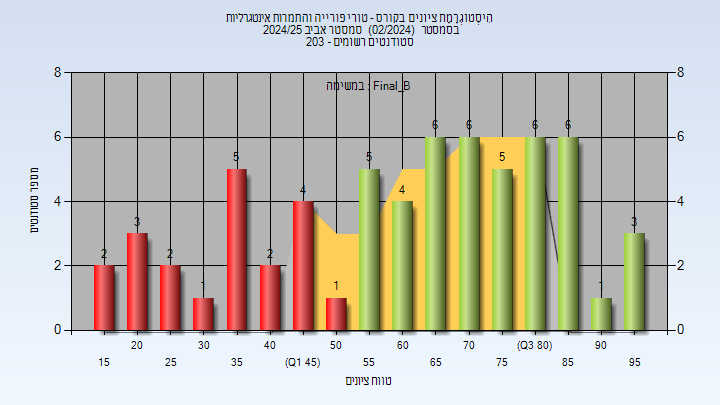 הִיסְטוֹגְרָמַת ציונים בקורס - טורי פורייה והתמרות אינטגרליות
בסמסטר (02/2024) סמסטר אביב 2024/25
סטודנטים רשומים - 203
במשימה : Final_B
מספר סטודנטים
8 8
6 6
4 4
2 2
0 0
2 3 2 1 5 2 4 1 5 4 6 6 5 6 6 1 3
20 30 40 50 60 70 (Q3 80) 90
15 25 35 (Q1 45) 55 65 75 85 95
טווח ציונים